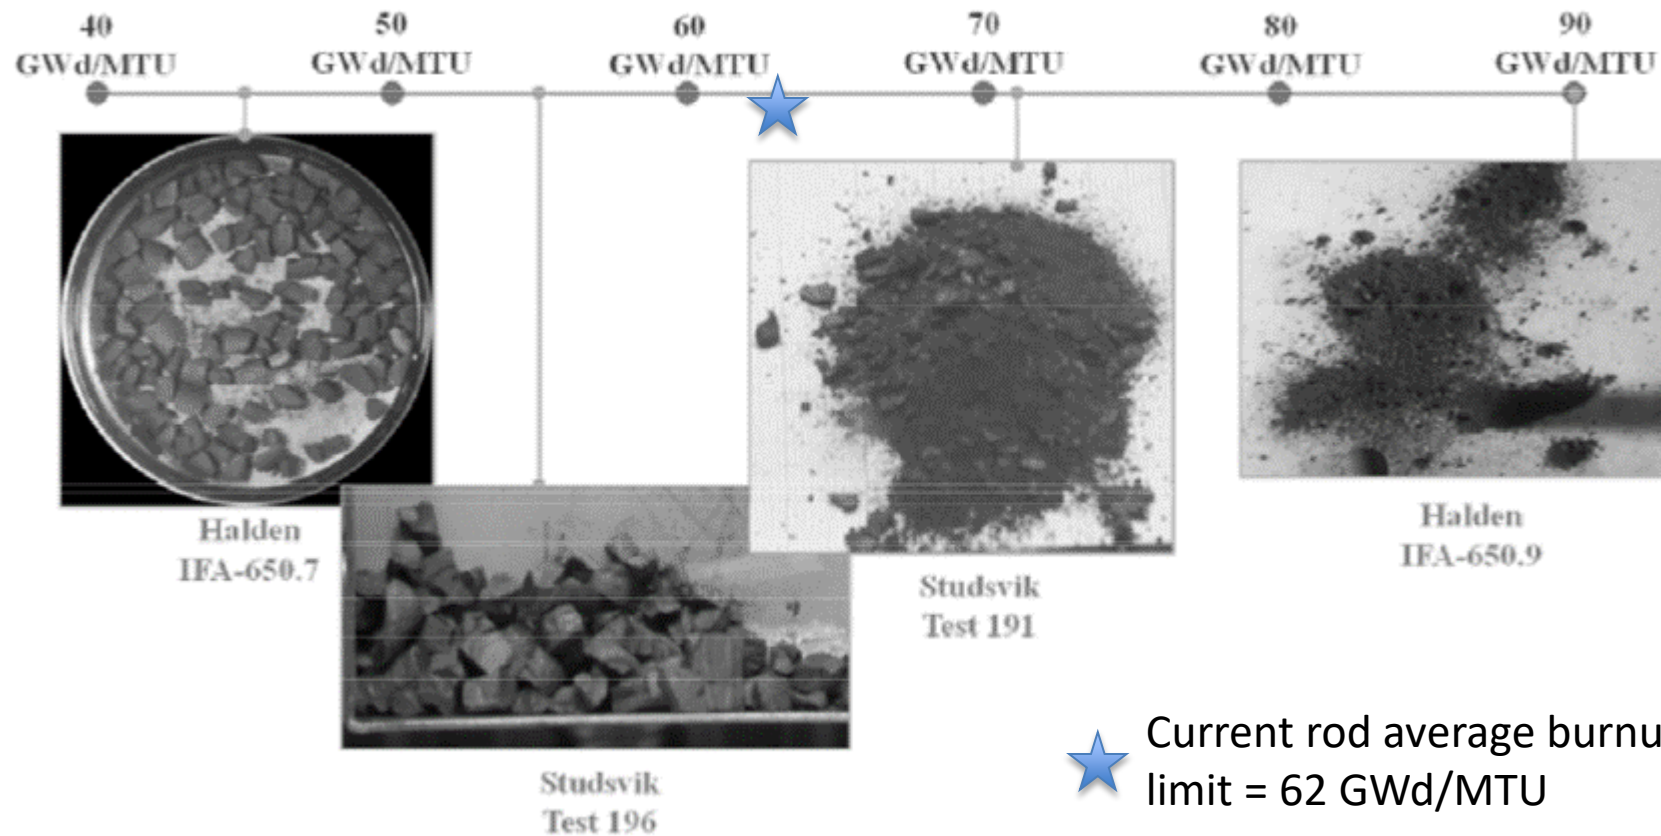 40
GWd/MTU
50
GWd/MTU
60
GWd/MTU
70
GWd/MTU
80
GWd/MTU
90
GWd/MTU
Halden
IFA-650.7
Studsvik
Test 196
Studsvik
Test 191
Halden
IFA-650.9
Current rod average burnu
limit = 62 GWd/MTU